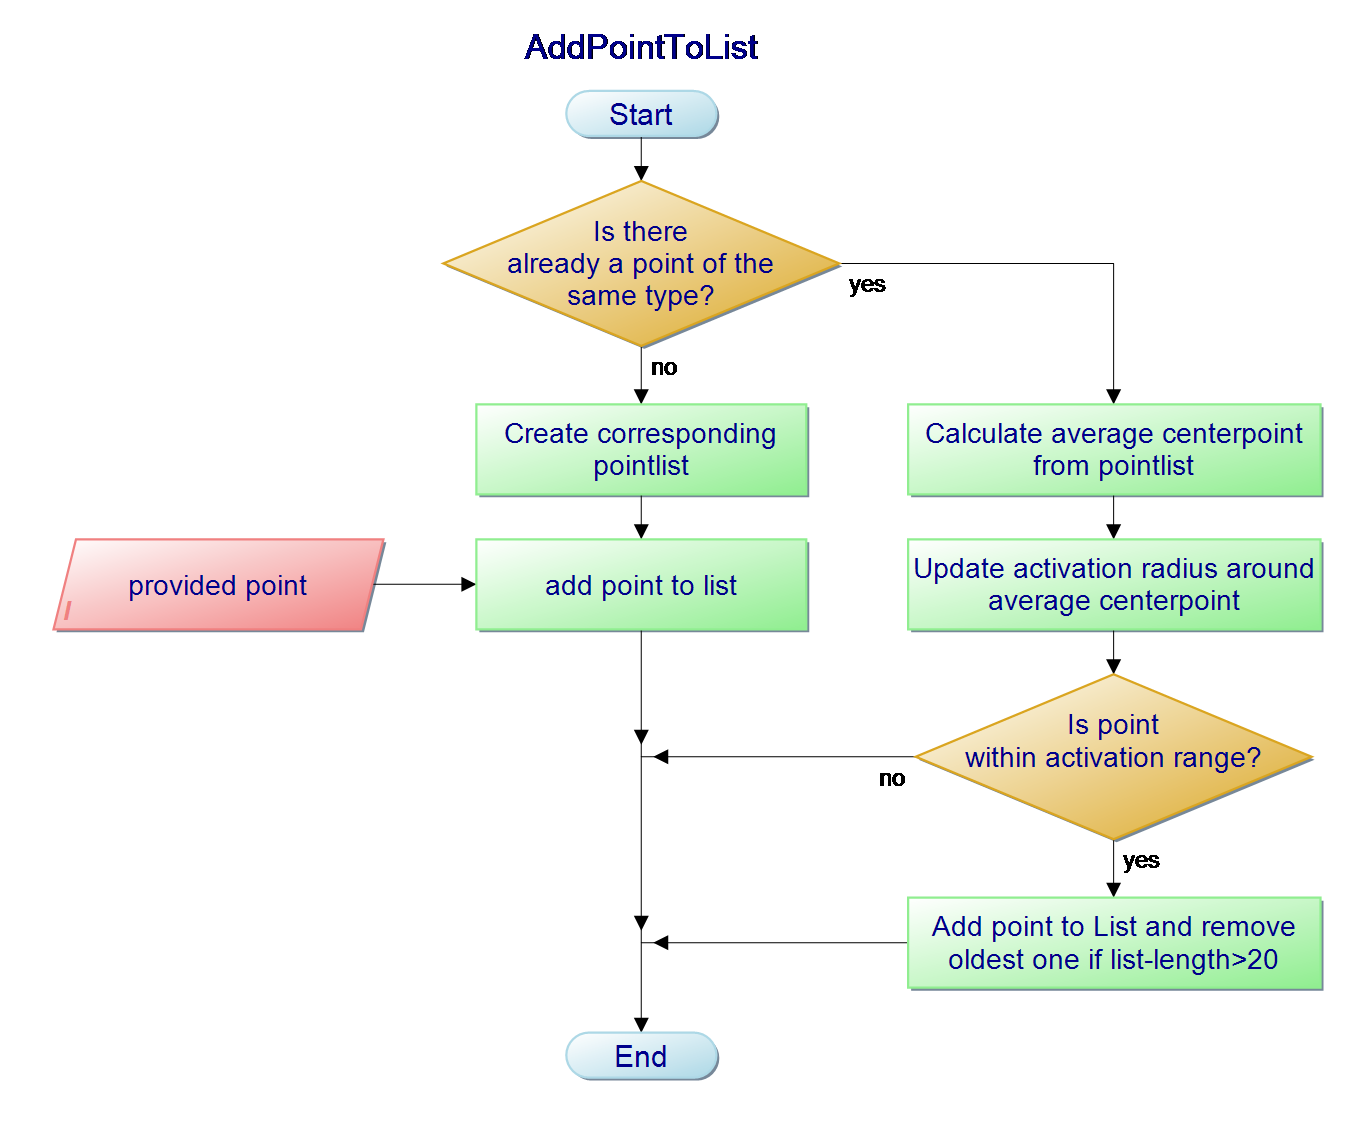 AddPointToList
Start
Is there
already a point of the
same type?
yes
no
Create corresponding
pointlist
Calculate average centerpoint
from pointlist
provided point
I
add point to list
Update activation radius around
average centerpoint
Is point
within activation range?
no
yes
Add point to List and remove
oldest one if list-length>20
End